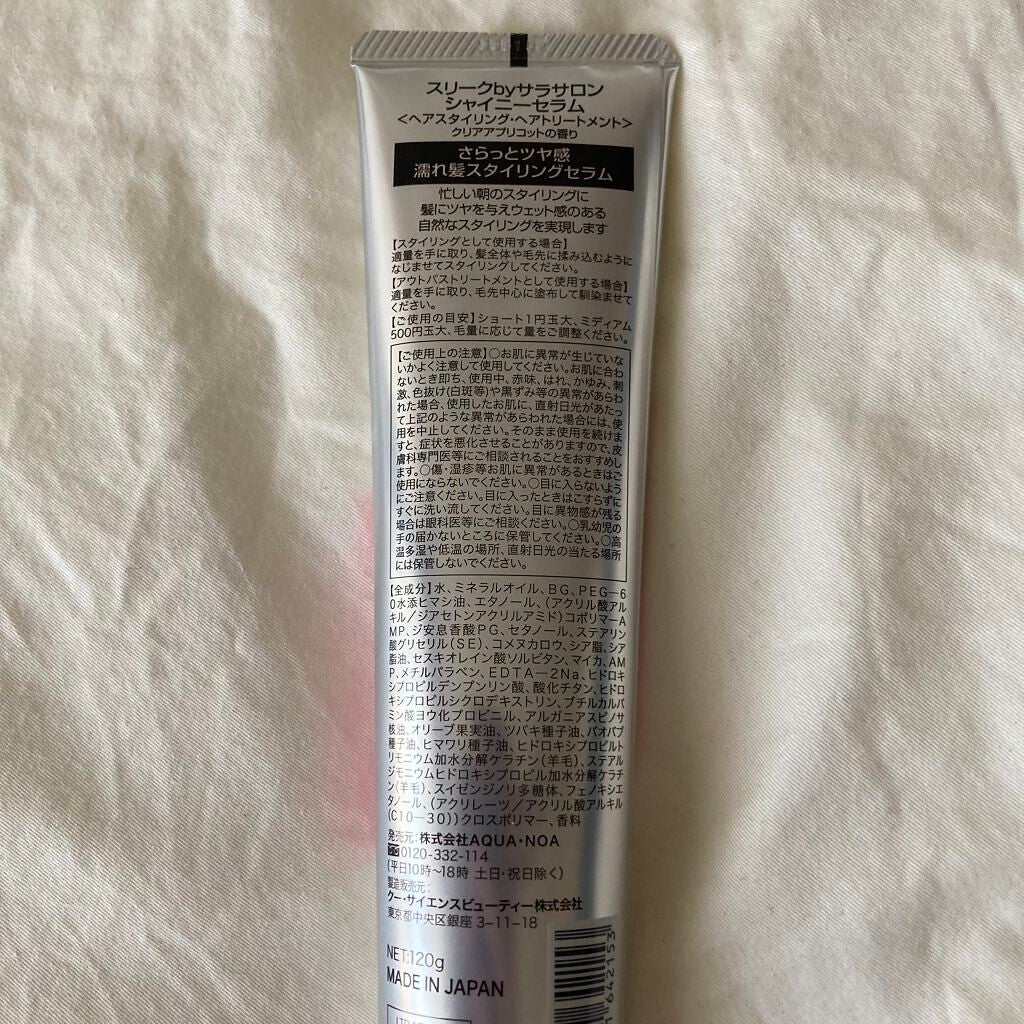 スリークbyサラサロン
シャイニーセラム
<ヘアスタイリング・ヘアトリートメント>
クリアアプリコットの香り
さらっとツヤ感
濡れ髪スタイリングセラム
忙しい朝のスタイリングに
髪にツヤを与えウェット感のある
自然なスタイリングを実現します
【スタイリングとして使用する場合】
適量を手に取り、髪全体や毛先に揉み込むように
なじませてスタイリングしてください。
【アウトバストリートメントとして使用する場合】
適量を手に取り、毛先中心に塗布して馴染ませて
ください。
【ご使用の目安】ショート1円玉大、ミディアム
500円玉大、毛量に応じて量をご調整ください。
【ご使用上の注意】○お肌に異常が生じていな
いかよく注意して使用してください。お肌に合わ
ないとき即ち、使用中、赤味、はれ、かゆみ、刺
激、色抜け(白斑等)や黒ずみ等の異常があらわ
れた場合、使用したお肌に、直射日光があたっ
て上記のような異常があらわれた場合には、使
用を中止してください。そのまま使用を続けま
すと、症状を悪化させることがありますので、皮
膚科専門医等にご相談されることをおすすめし
ます。○傷・湿疹等お肌に異常があるときはご
使用にならないでください。○目に入らないよう
にご注意ください。目に入ったときはこすらずに
すぐに洗い流してください。目に異物感が残る
場合は眼科医等にご相談ください。○乳幼児の
手の届かないところに保管してください。○高
温多湿や低温の場所、直射日光の当たる場所
には保管しないでください。
【全成分】水、ミネラルオイル、BG、PEG−6
0水添ヒマシ油、エタノール、(アクリル酸アル
キル／ジアセトンアクリルアミド)コポリマーA
MP、ジ安息香酸PG、セタノール、ステアリン
酸グリセリル(SE)、コメヌカロウ、シア脂、シア
脂油、セスキオレイン酸ソルビタン、マイカ、AM
P、メチルパラベン、EDTA−2Na、ヒドロキ
シプロピルデンプンリン酸、酸化チタン、ヒドロ
キシプロピルシクロデキストリン、ブチルカルバ
ミン酸ヨウ化プロピニル、アルガニアスピノサ
核油、オリーブ果実油、ツバキ種子油、バオバブ
種子油、ヒマワリ種子油、ヒドロキシプロピルト
リモニウム加水分解ケラチン(羊毛)、ステアル
ジモニウムヒドロキシプロピル加水分解ケラチ
ン(羊毛)、スイゼンジノリ多糖体、フェノキシエ
タノール、(アクリレーツ／アクリル酸アルキル
(C10−30))クロスポリマー、香料
発売元：株式会社AQUA・NOA
0120-332-114
(平日10時〜18時 土日・祝日除く)
製造販売元：
クー・サイエンスビューティー株式会社
東京都中央区銀座 3−11−18
NET:120g
MADE IN JAPAN
642153